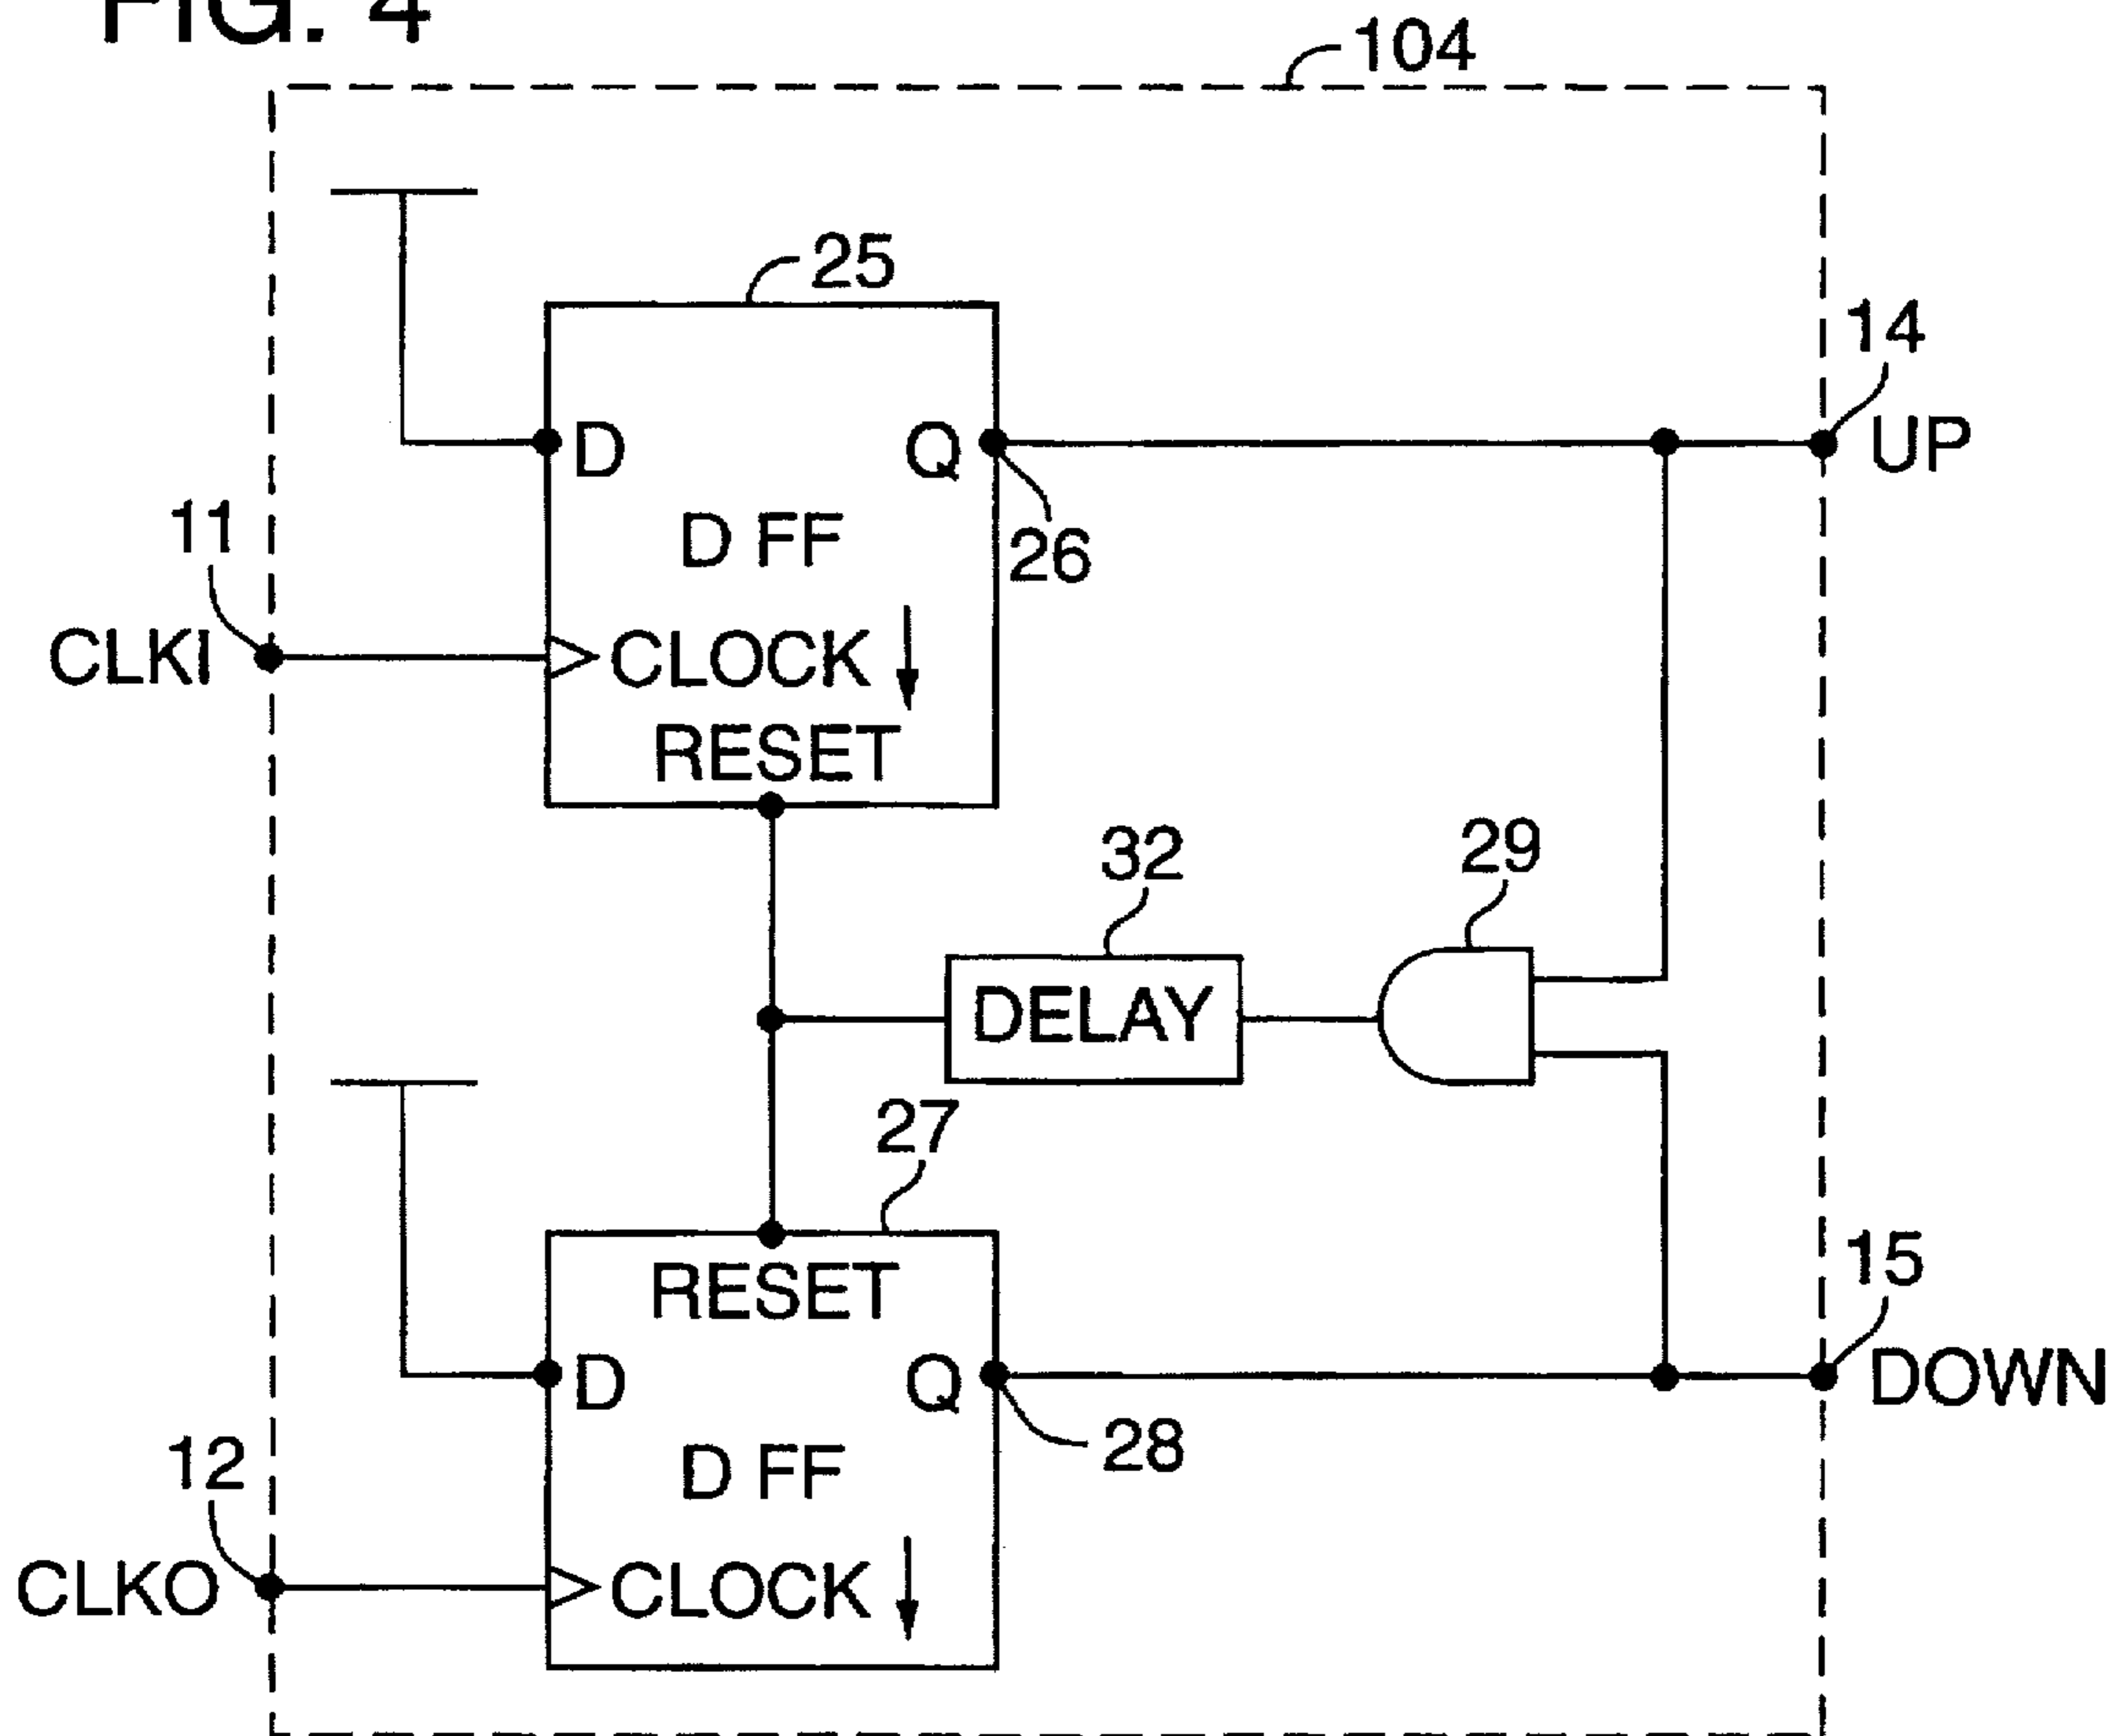 FIG. 4
104
25
14
D
Q
UP
11
D FF
26
CLKI
CLOCK
RESET
32
29
DELAY
27
RESET
15
D
Q
DOWN
28
12
D FF
CLKO
CLOCK